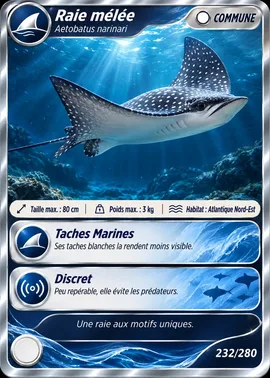 Raie mélée
Aetobatus narinari
COMMUNE
Taille max. : 80 cm
Poids max. : 3 kg
Habitat : Atlantique Nord-Est
Taches Marines
Ses taches blanches la rendent moins visible.
Discret
Peu repérable, elle évite les prédateurs.
Une raie aux motifs uniques.
232/280